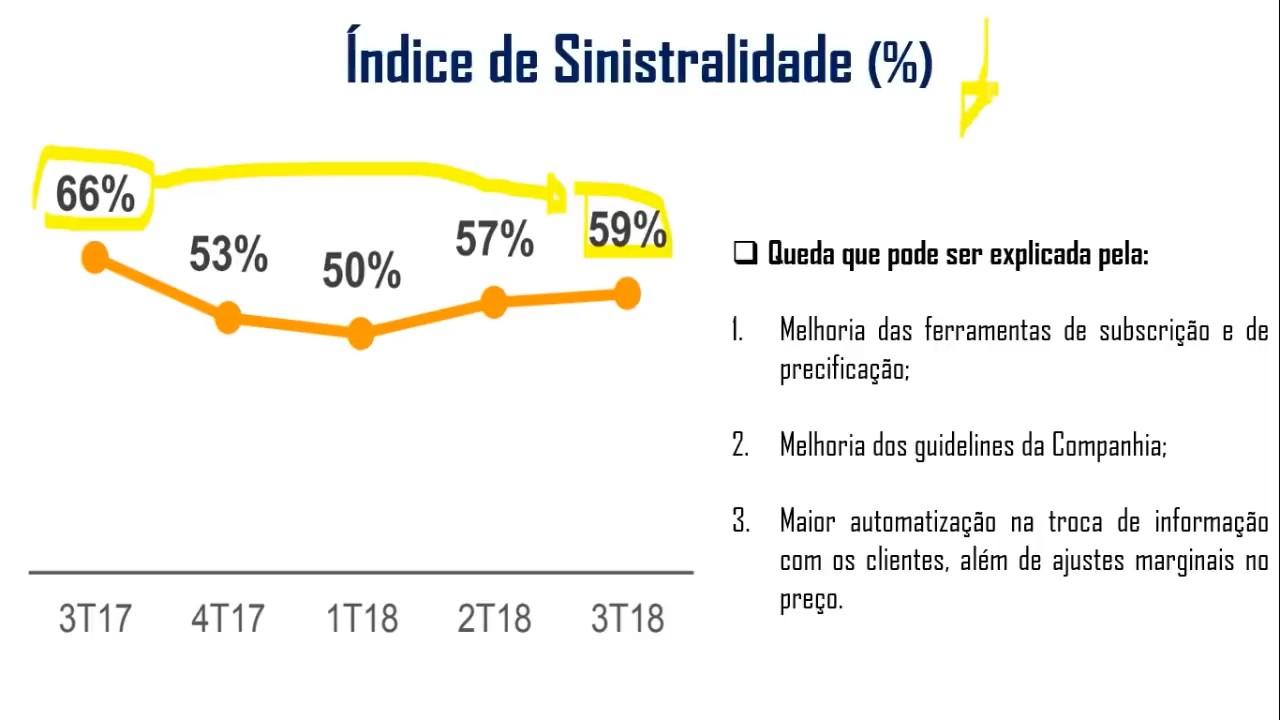 Índice de Sinistralidade (%)
66%
53%
50%
57%
59%
3T17
4T17
1T18
2T18
3T18
Queda que pode ser explicada pela:
1. Melhoria das ferramentas de subscrição e de
precificação;
2. Melhoria dos guidelines da Companhia;
3. Maior automatização na troca de informação
com os clientes, além de ajustes marginais no
preço.